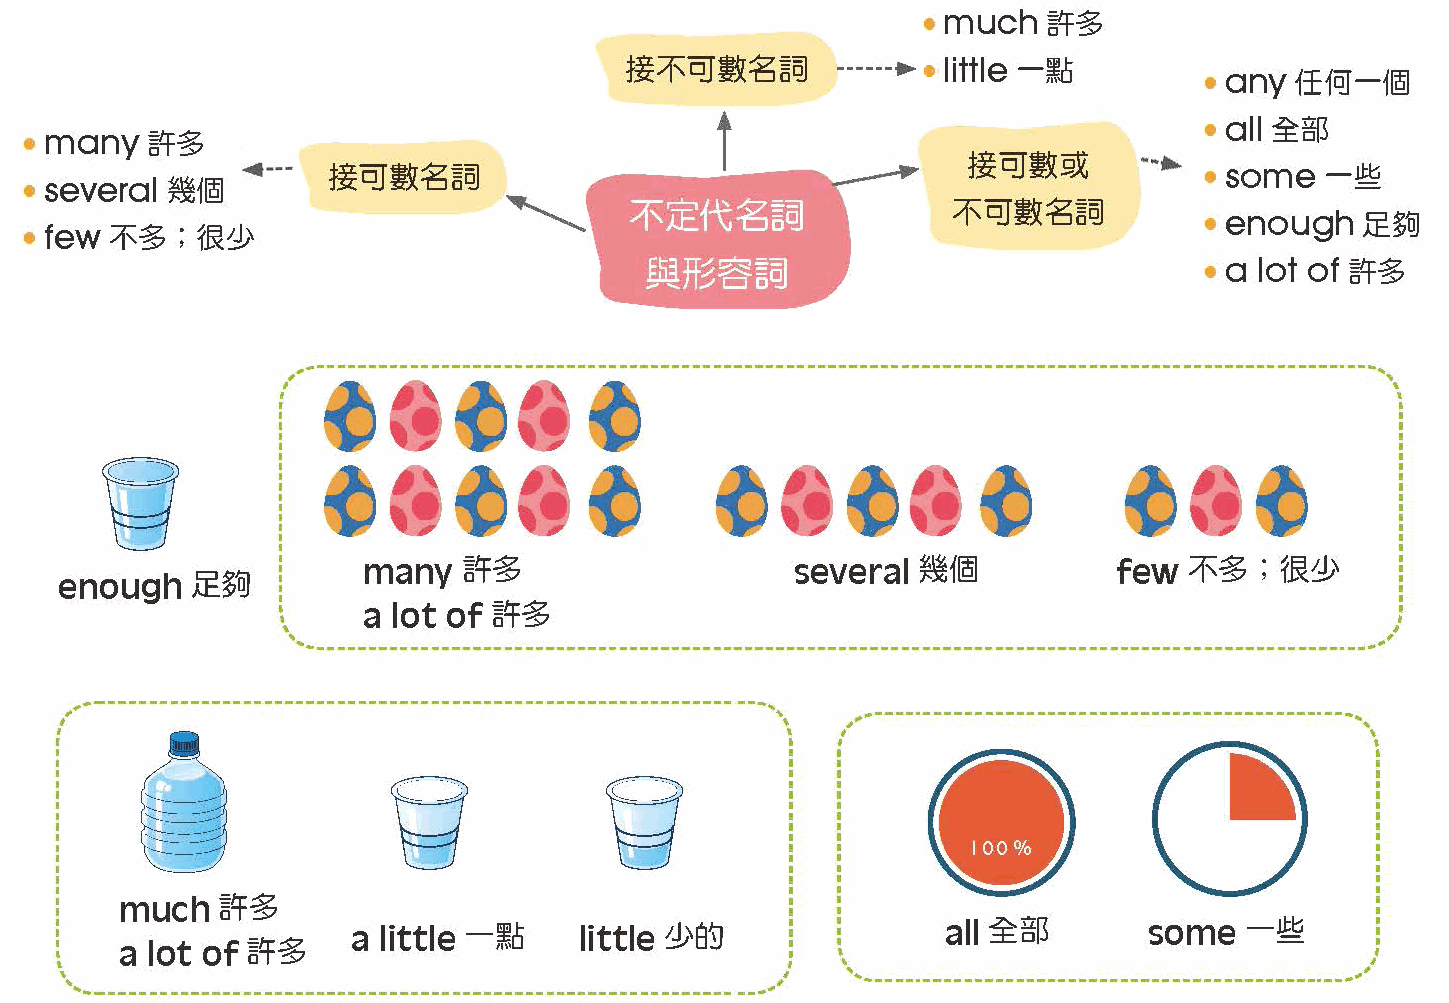 接不可數名詞
much 許多
little 一點
接可數名詞
many 許多
several 幾個
few 不多；很少
不定代名詞
與形容詞
接可數或
不可數名詞
any 任何一個
all 全部
some 一些
enough 足夠
a lot of 許多
enough 足夠
many 許多
a lot of 許多
several 幾個
few 不多；很少
much 許多
a lot of 許多
a little 一點
little 少的
100%
all 全部
some 一些